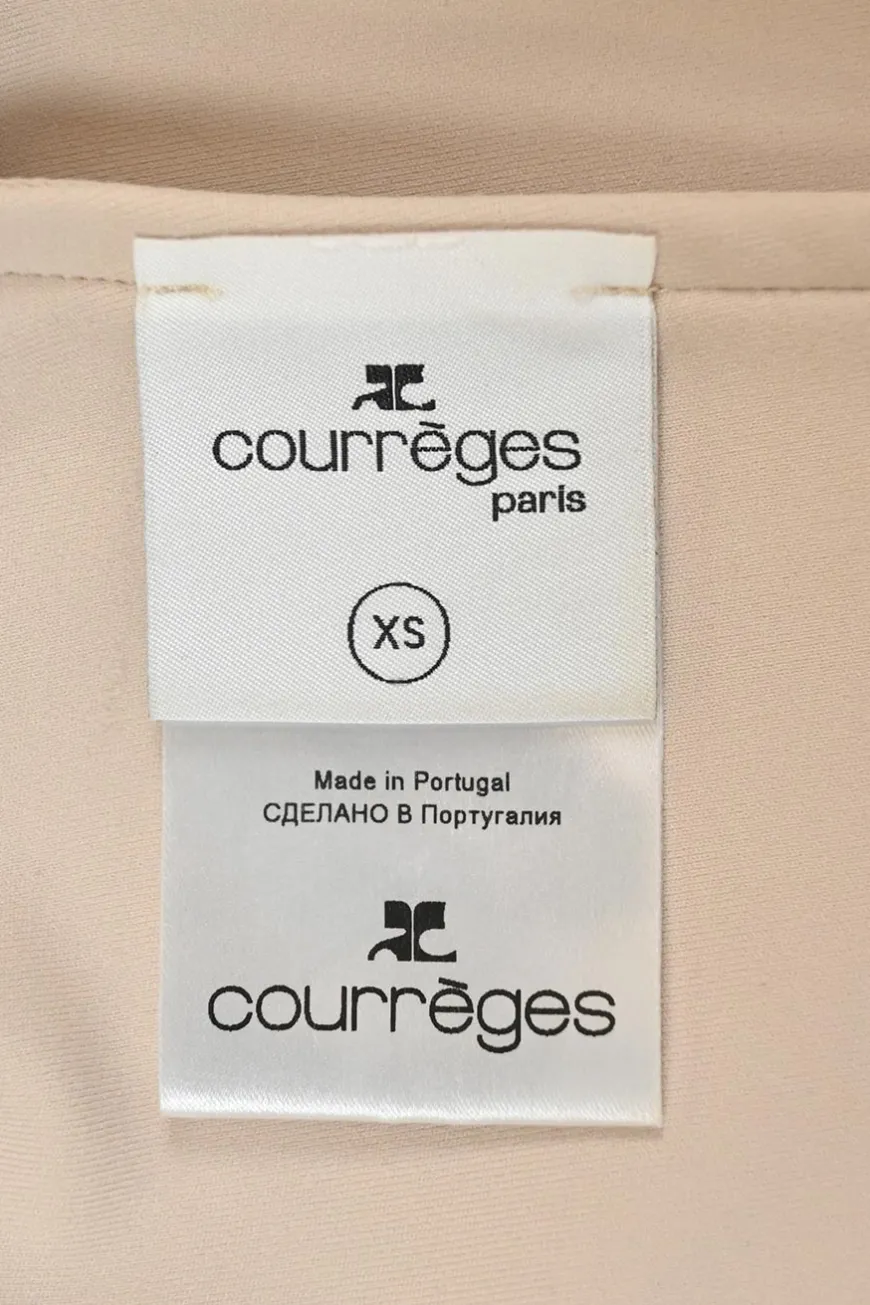 courrèges
paris
XS
Made in Portugal
СДЕЛАНО В Португалия
courrèges